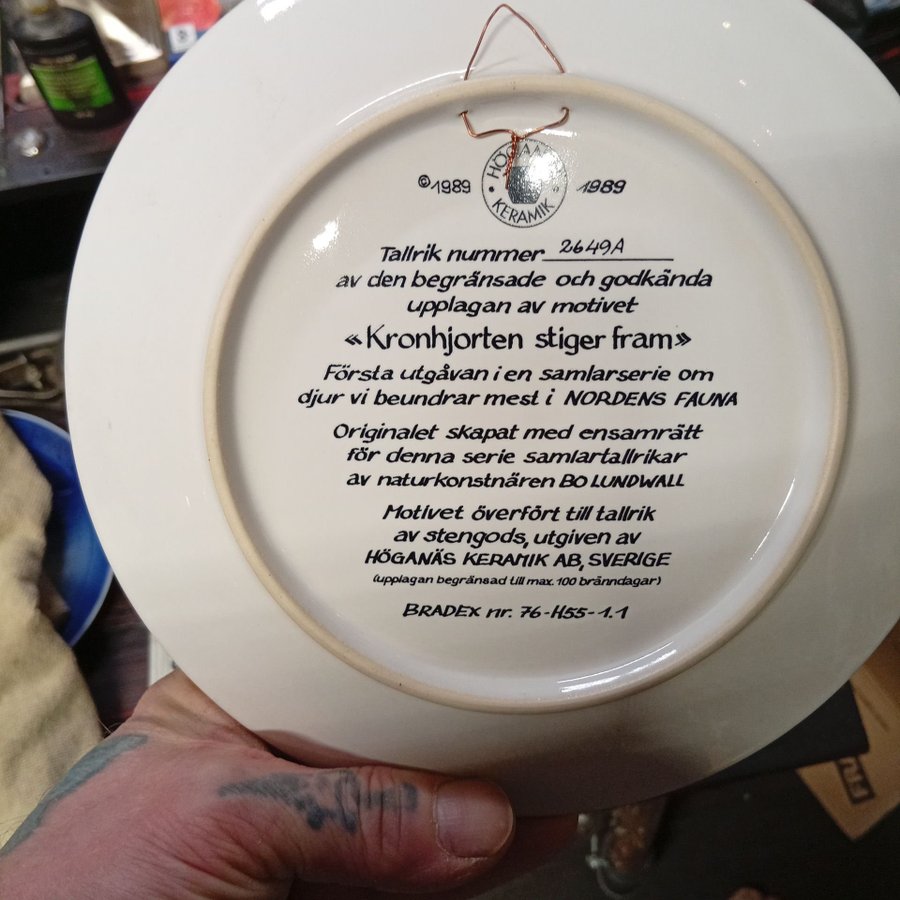 ©1989 HÖGANÄS KERAMIK 1989
Tallrik nummer 2649A
av den begränsade och godkända
upplagan av motivet
«Kronhjorten stiger fram»
Första utgåvan i en samlarserie om
djur vi beundrar mest i NORDENS FAUNA
Originalet skapat med ensamrätt
för denna serie samlartallrikar
av naturkonstnären BO LUNDWALL
Motivet överfört till tallrik
av stengods, utgiven av
HÖGANÄS KERAMIK AB, SVERIGE
(upplagan begränsad till max. 100 bränndagar)
BRADEX nr. 76-H55-1.1